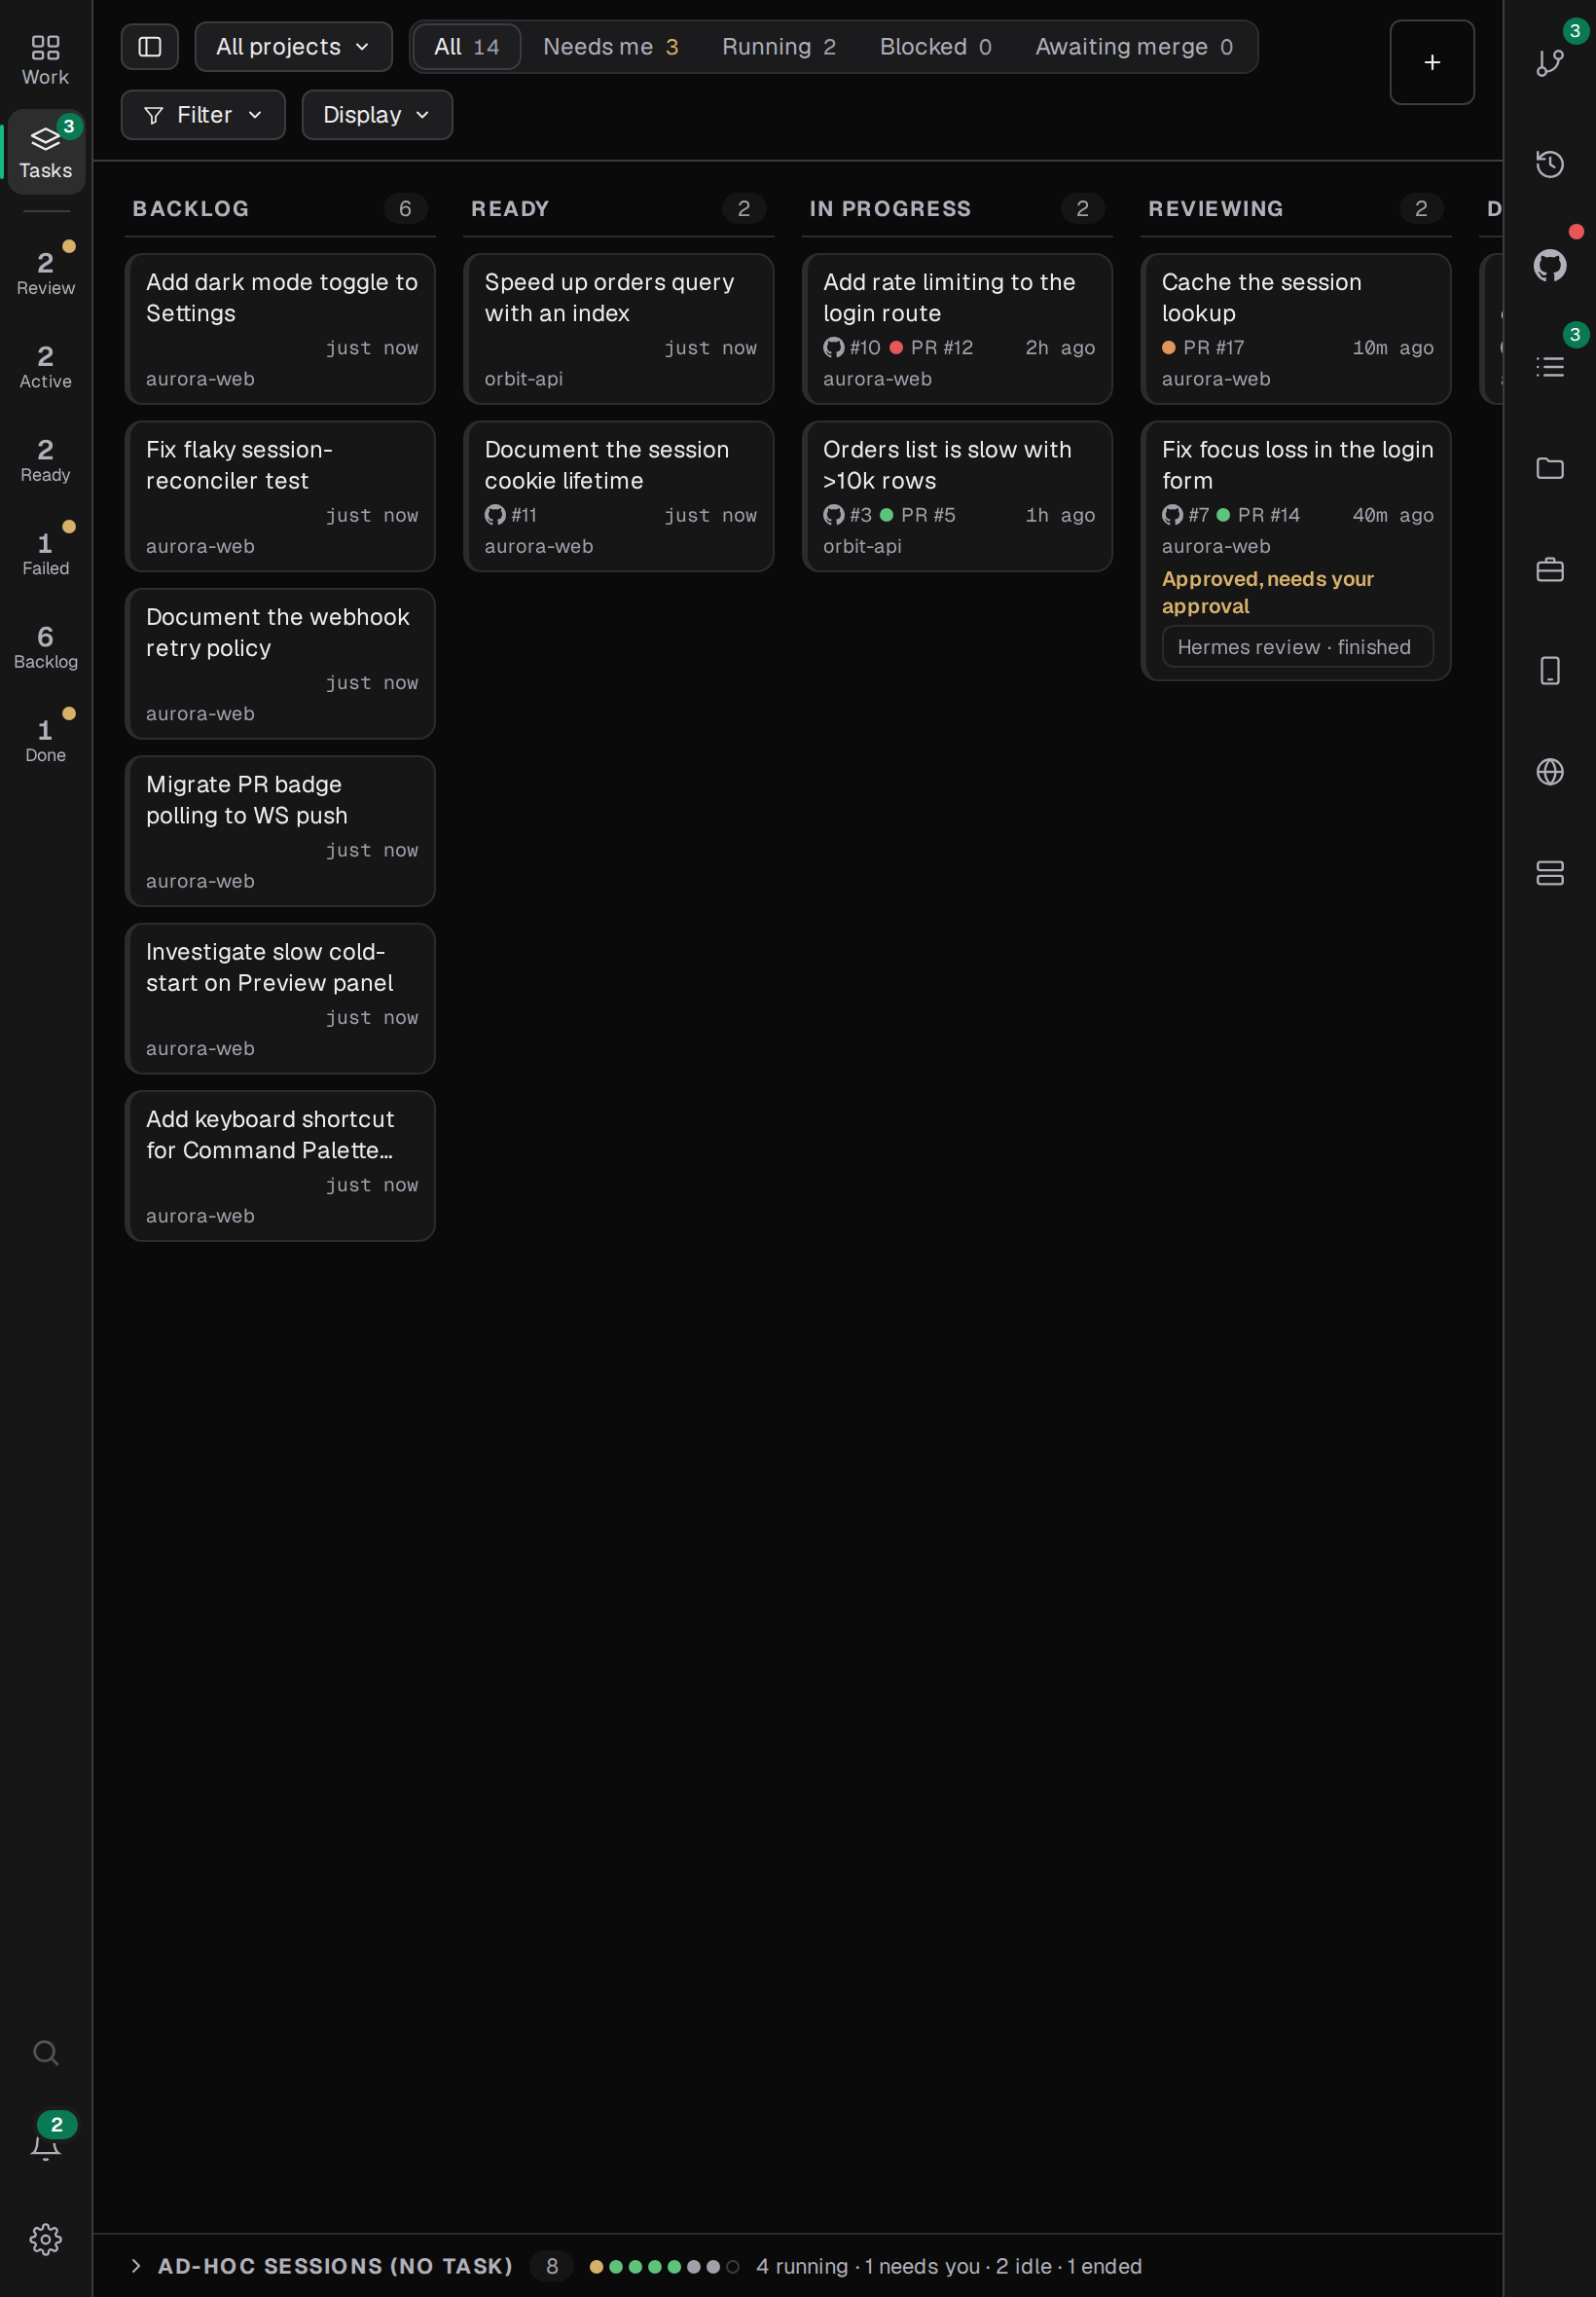 Work
3
Tasks
2
Review
2
Active
2
Ready
1
Failed
6
Backlog
1
Done
2
All projects
All 14
Needs me 3
Running 2
Blocked 0
Awaiting merge 0
+
Filter
Display
BACKLOG 6
Add dark mode toggle to
Settings
just now
aurora-web
Fix flaky session-
reconciler test
just now
aurora-web
Document the webhook
retry policy
just now
aurora-web
Migrate PR badge
polling to WS push
just now
aurora-web
Investigate slow cold-
start on Preview panel
just now
aurora-web
Add keyboard shortcut
for Command Palette…
just now
aurora-web
READY 2
Speed up orders query
with an index
just now
orbit-api
Document the session
cookie lifetime
#11 just now
aurora-web
IN PROGRESS 2
Add rate limiting to the
login route
#10 PR #12 2h ago
aurora-web
Orders list is slow with
>10k rows
#3 PR #5 1h ago
orbit-api
REVIEWING 2
Cache the session
lookup
PR #17 10m ago
aurora-web
Fix focus loss in the login
form
#7 PR #14 40m ago
aurora-web
Approved, needs your
approval
Hermes review · finished
D
3
3
AD-HOC SESSIONS (NO TASK) 8 4 running · 1 needs you · 2 idle · 1 ended